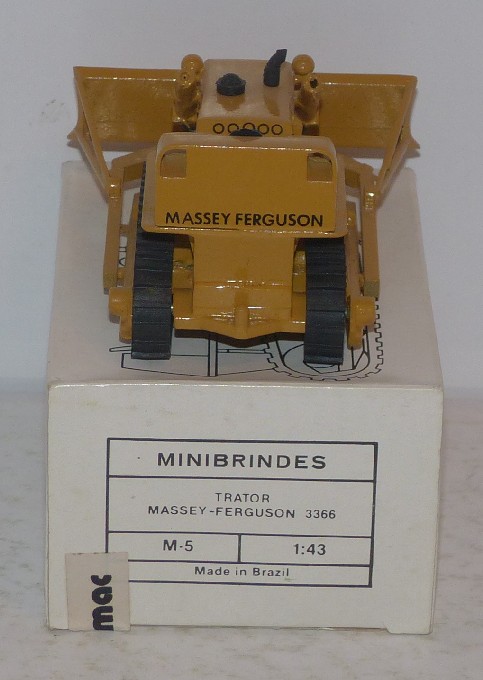 MASSEY FERGUSON
MINIBRINDES
TRATOR
MASSEY-FERGUSON 3366
M-5 1:43
Made in Brazil
mac